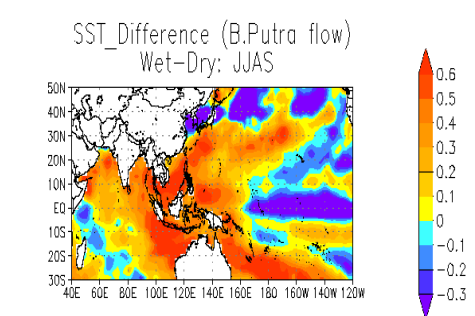 SST_Difference (B.Putra flow)
Wet-Dry: JJAS
50N
40N
30N
20N
10N
EQ
10S
20S
30S
40E 60E 80E 100E 120E 140E 160E 180 160W 140W 120W
0.6
0.5
0.4
0.3
0.2
0.1
0
-0.1
-0.2
-0.3